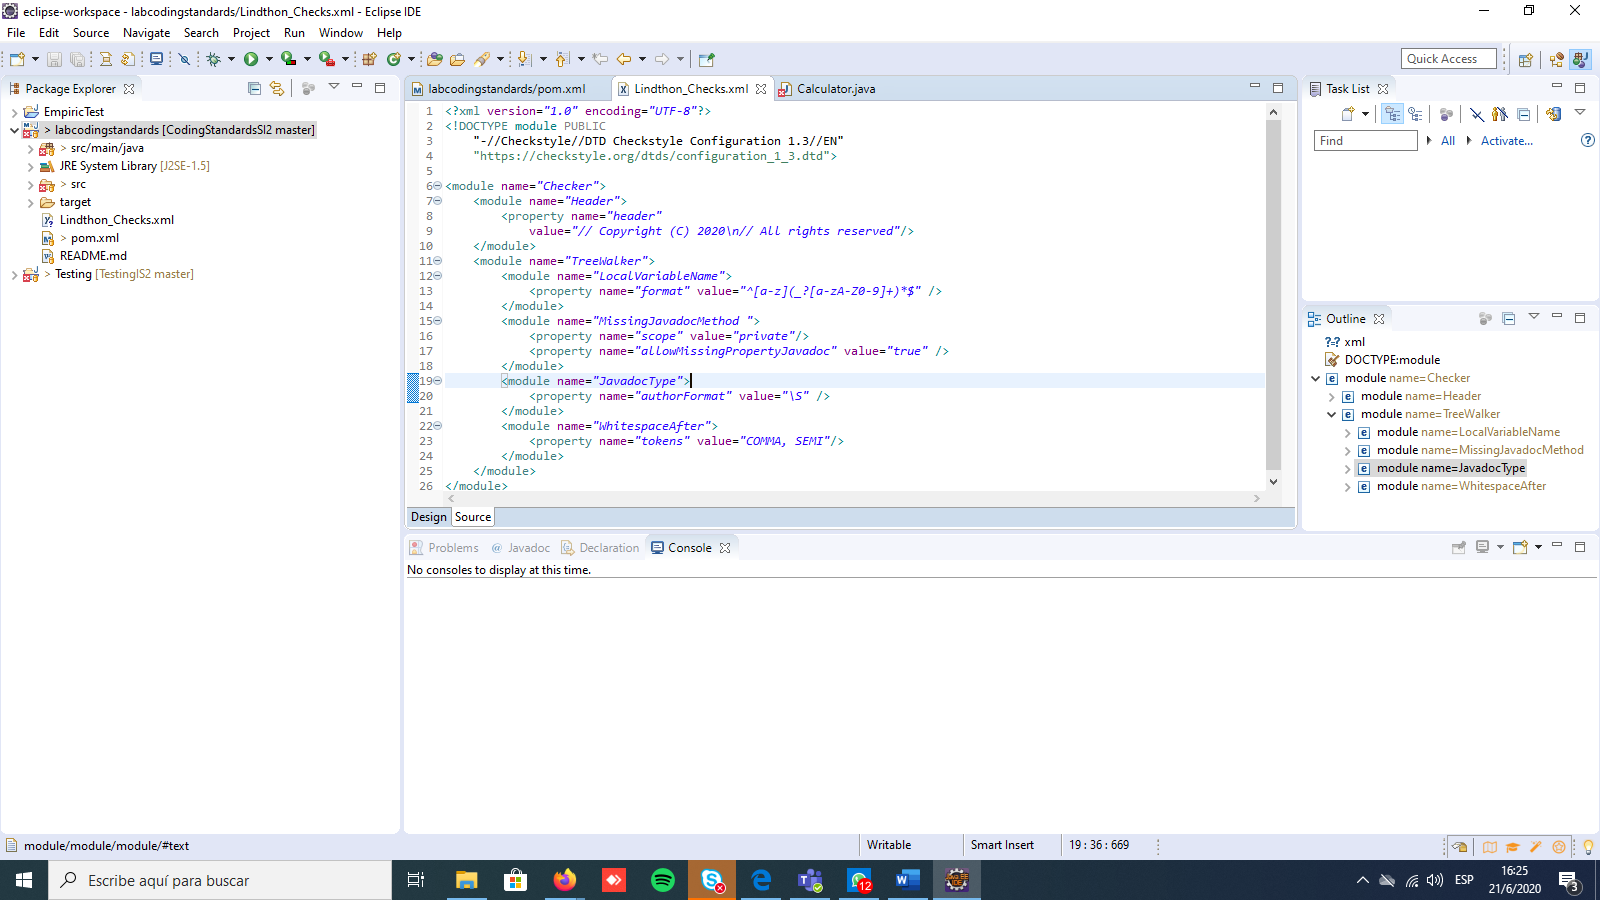 eclipse-workspace - labcodingstandards/Lindthon_Checks.xml - Eclipse IDE
File Edit Source Navigate Search Project Run Window Help
Quick Access
Package Explorer
EmpiricTest
> labcodingstandards [CodingStandardsSI2 master]
> src/main/java
JRE System Library [J2SE-1.5]
> src
target
Lindthon_Checks.xml
> pom.xml
README.md
> Testing [TestingIS2 master]
labcodingstandards/pom.xml
Lindthon_Checks.xml
Calculator.java
1 <?xml version="1.0" encoding="UTF-8"?>
2 <!DOCTYPE module PUBLIC
3 "-//Checkstyle//DTD Checkstyle Configuration 1.3//EN"
4 "https://checkstyle.org/dtds/configuration_1_3.dtd">
5
6 <module name="Checker">
7 <module name="Header">
8 <property name="header"
9 value="// Copyright (C) 2020\n// All rights reserved"/>
10 </module>
11 <module name="TreeWalker">
12 <module name="LocalVariableName">
13 <property name="format" value="^[a-z](_?[a-zA-Z0-9]+)*$" />
14 </module>
15 <module name="MissingJavadocMethod ">
16 <property name="scope" value="private"/>
17 <property name="allowMissingPropertyJavadoc" value="true" />
18 </module>
19 <module name="JavadocType">
20 <property name="authorFormat" value="\S" />
21 </module>
22 <module name="WhitespaceAfter">
23 <property name="tokens" value="COMMA, SEMI"/>
24 </module>
25 </module>
26 </module>
Design Source
Task List
Find
All
Activate...
Outline
xml
DOCTYPE:module
module name=Checker
module name=Header
module name=TreeWalker
module name=LocalVariableName
module name=MissingJavadocMethod
module name=JavadocType
module name=WhitespaceAfter
Problems Javadoc Declaration Console
No consoles to display at this time.
module/module/module/#text
Writable
Smart Insert
19 : 36 : 669
Escribe aquí para buscar
12
ESP
16:25
21/6/2020
3